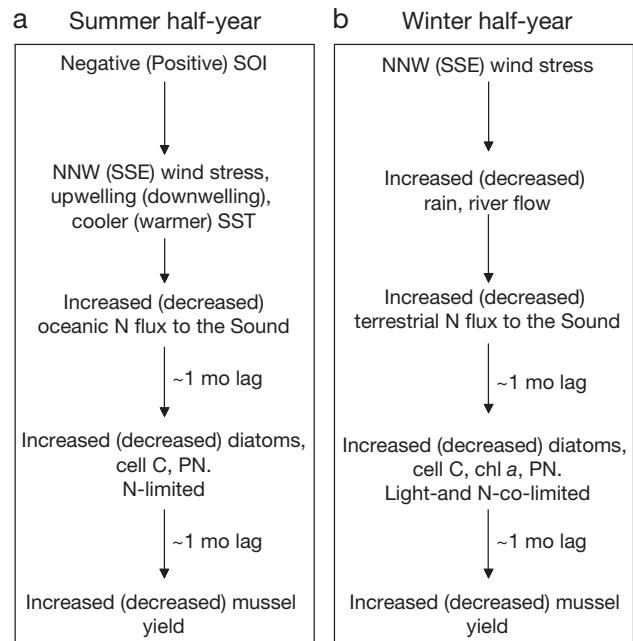 a Summer half-year
Negative (Positive) SOI
NNW (SSE) wind stress,
upwelling (downwelling),
cooler (warmer) SST
Increased (decreased)
oceanic N flux to the Sound
~1 mo lag
Increased (decreased) diatoms,
cell C, PN.
N-limited
~1 mo lag
Increased (decreased) mussel
yield
b Winter half-year
NNW (SSE) wind stress
Increased (decreased)
rain, river flow
Increased (decreased)
terrestrial N flux to the Sound
~1 mo lag
Increased (decreased) diatoms,
cell C, chl a, PN.
Light-and N-co-limited
~1 mo lag
Increased (decreased) mussel
yield